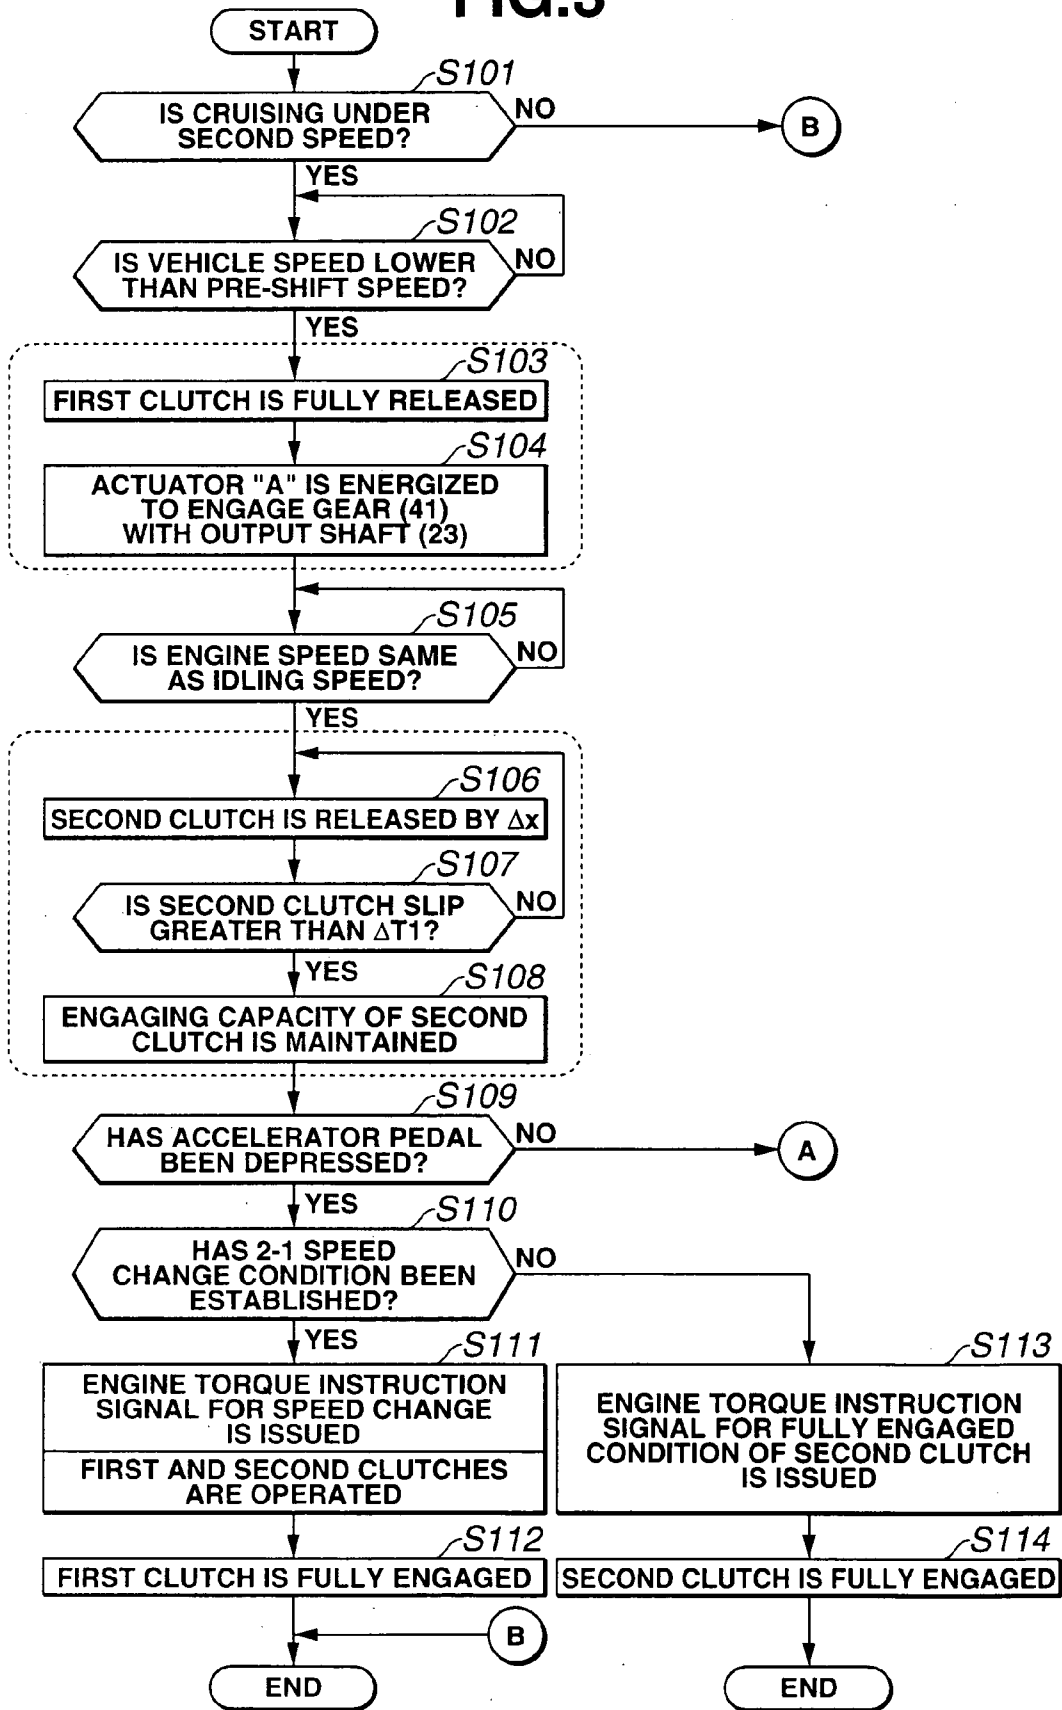 FIG.3
START
S101
IS CRUISING UNDER
SECOND SPEED?
NO
B
YES
S102
IS VEHICLE SPEED LOWER
THAN PRE-SHIFT SPEED?
NO
YES
S103
FIRST CLUTCH IS FULLY RELEASED
S104
ACTUATOR "A" IS ENERGIZED
TO ENGAGE GEAR (41)
WITH OUTPUT SHAFT (23)
S105
IS ENGINE SPEED SAME
AS IDLING SPEED?
NO
YES
S106
SECOND CLUTCH IS RELEASED BY Δx
S107
IS SECOND CLUTCH SLIP
GREATER THAN ΔT1?
NO
YES
S108
ENGAGING CAPACITY OF SECOND
CLUTCH IS MAINTAINED
S109
HAS ACCELERATOR PEDAL
BEEN DEPRESSED?
NO
A
YES
S110
HAS 2-1 SPEED
CHANGE CONDITION BEEN
ESTABLISHED?
NO
YES
S111
ENGINE TORQUE INSTRUCTION
SIGNAL FOR SPEED CHANGE
IS ISSUED
FIRST AND SECOND CLUTCHES
ARE OPERATED
S113
ENGINE TORQUE INSTRUCTION
SIGNAL FOR FULLY ENGAGED
CONDITION OF SECOND CLUTCH
IS ISSUED
S112
FIRST CLUTCH IS FULLY ENGAGED
S114
SECOND CLUTCH IS FULLY ENGAGED
B
END
END